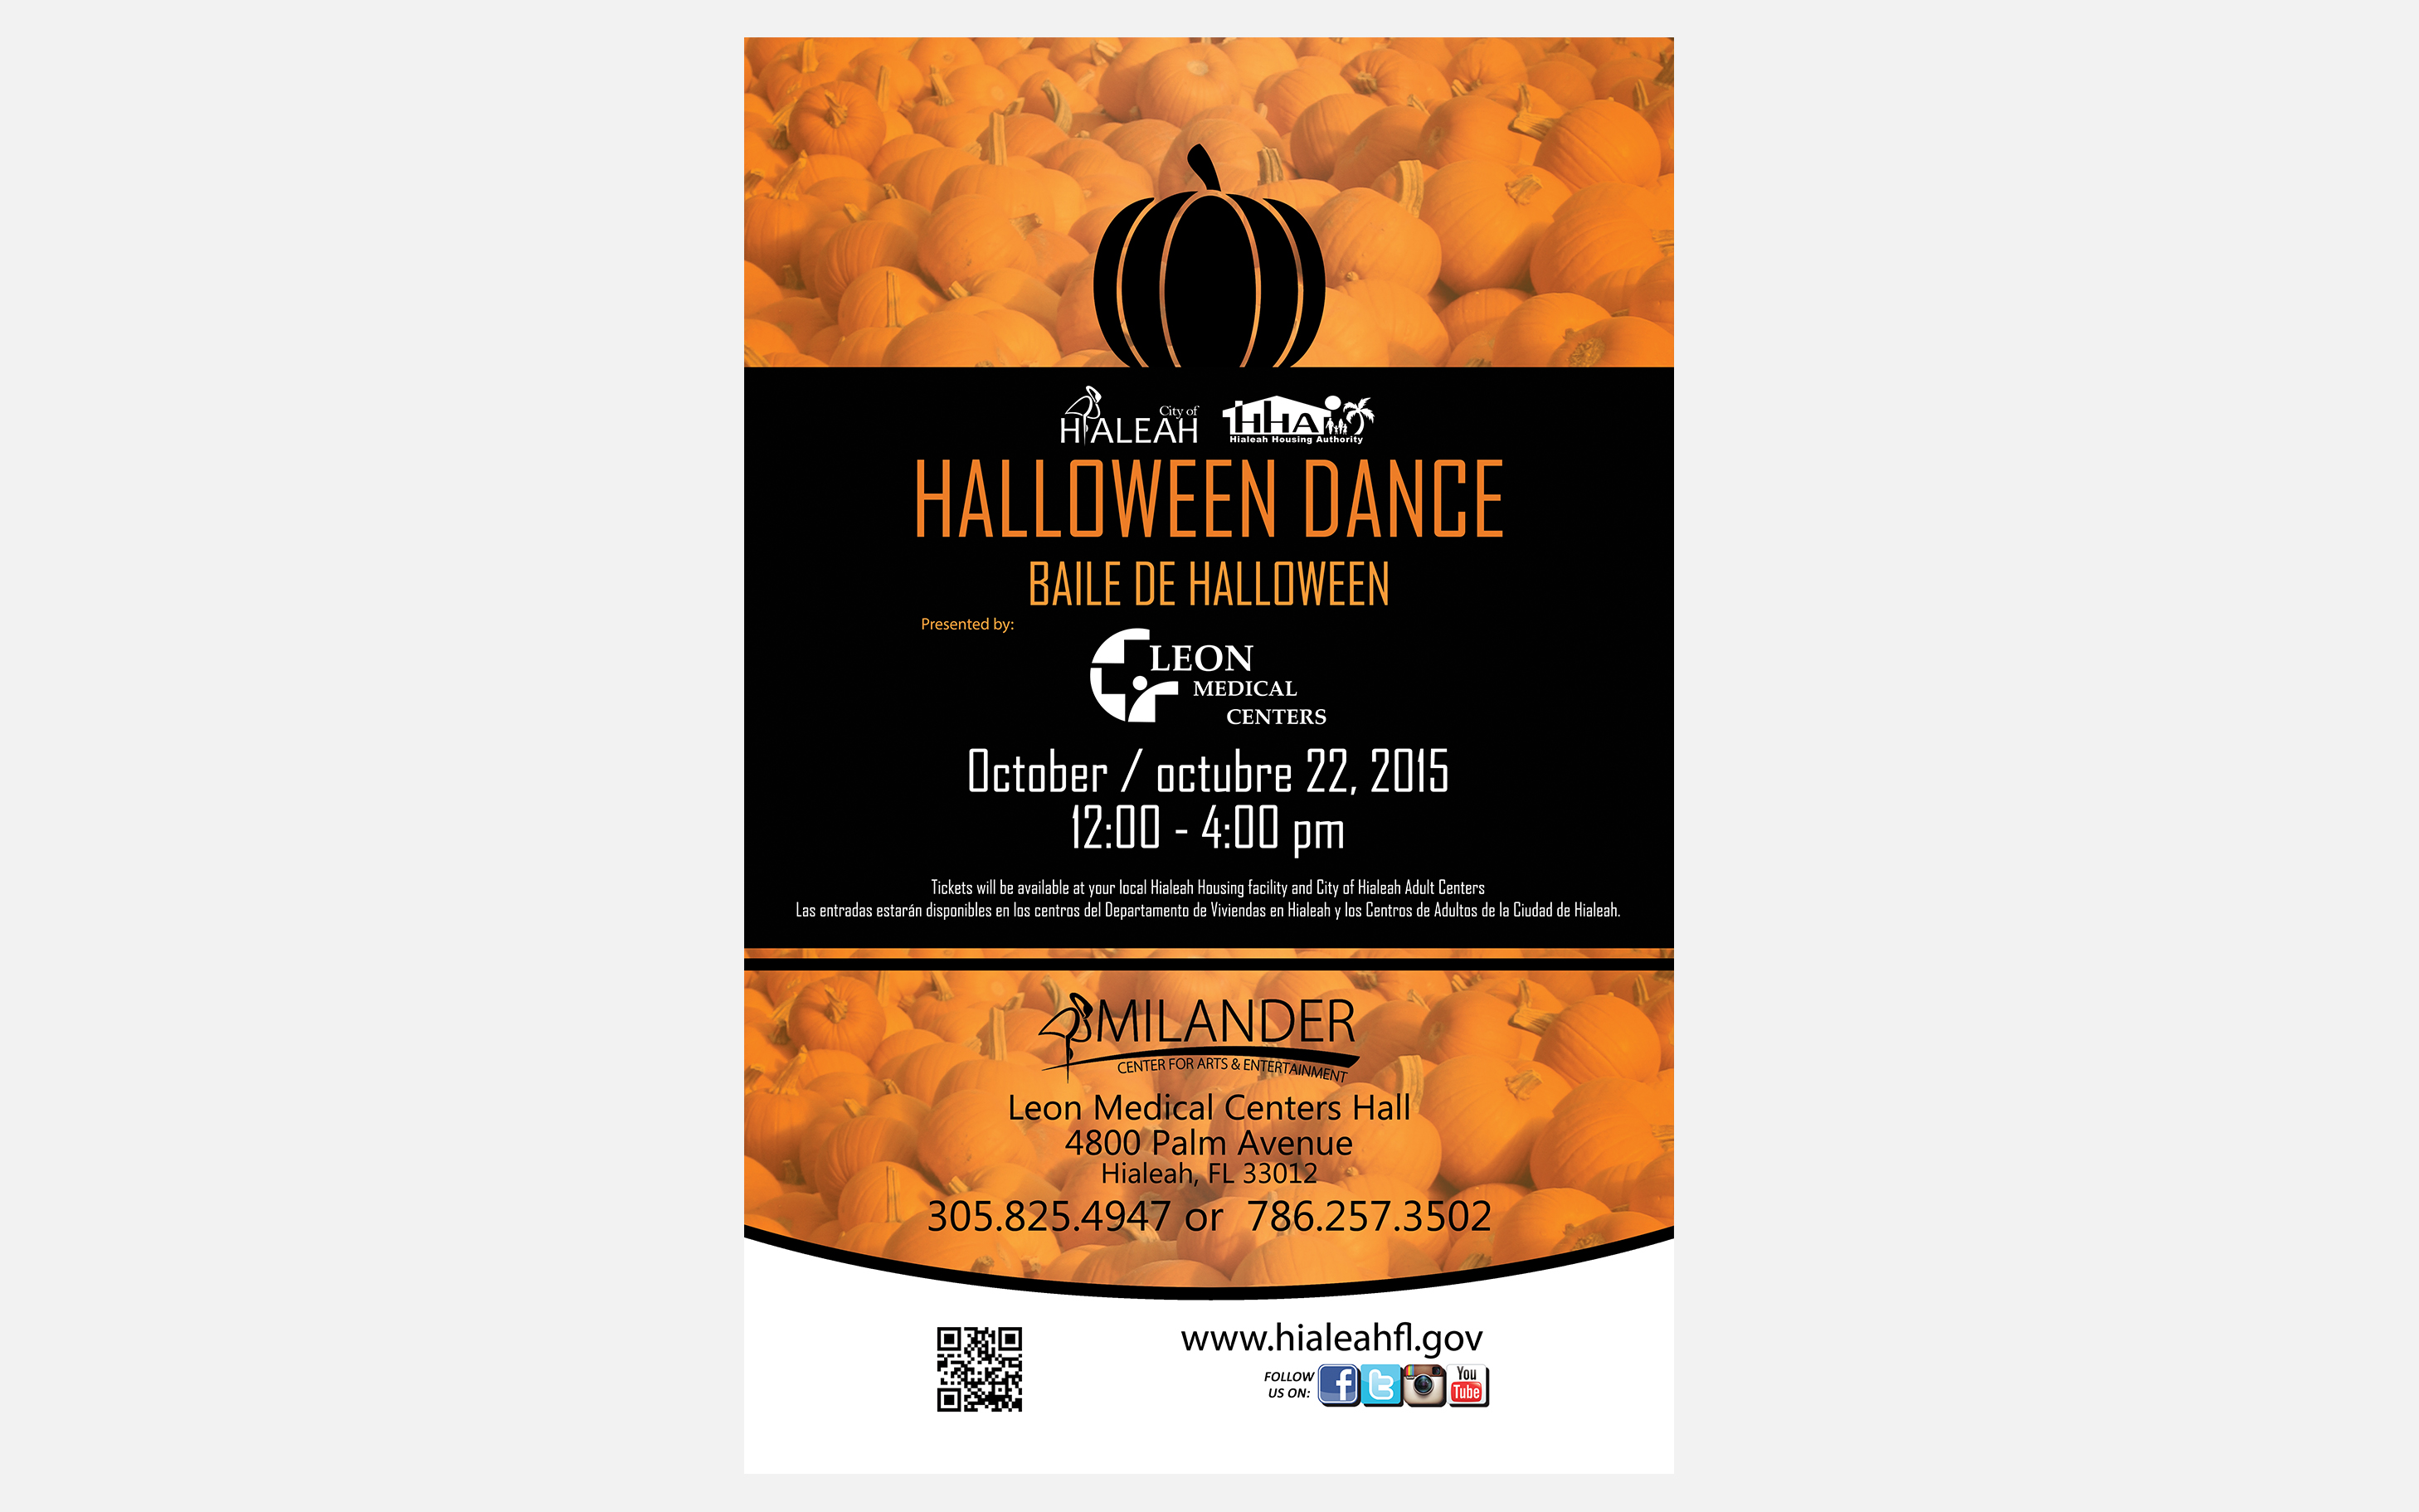 City of
HIALEAH
HHA
Hialeah Housing Authority
HALLOWEEN DANCE
BAILE DE HALLOWEEN
Presented by:
LEON
MEDICAL
CENTERS
October / octubre 22, 2015
12:00 - 4:00 pm
Tickets will be available at your local Hialeah Housing facility and City of Hialeah Adult Centers
Las entradas estarán disponibles en los centros del Departamento de Viviendas en Hialeah y los Centros de Adultos de la Ciudad de Hialeah.
MILANDER
CENTER FOR ARTS & ENTERTAINMENT
Leon Medical Centers Hall
4800 Palm Avenue
Hialeah, FL 33012
305.825.4947 or 786.257.3502
www.hialeahfl.gov
FOLLOW
US ON:
You
Tube